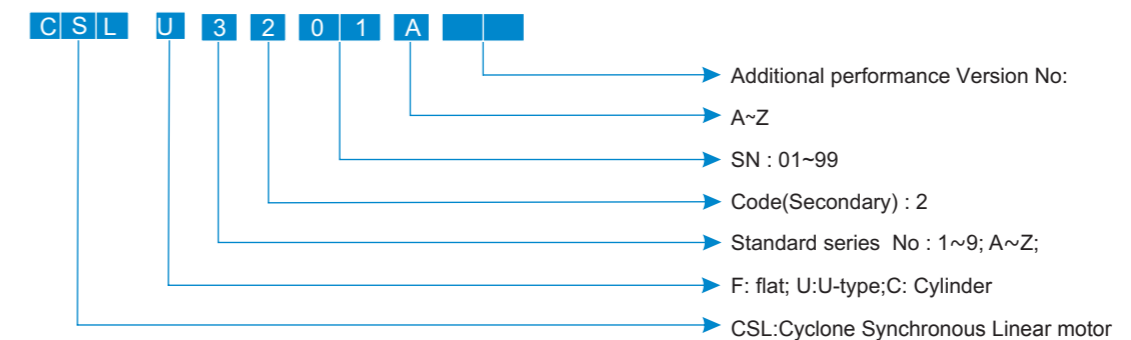 CSL U 3 2 0 1 A
Additional performance Version No:
A~Z
SN : 01~99
Code(Secondary) : 2
Standard series No : 1~9; A~Z;
F: flat; U:U-type;C: Cylinder
CSL:Cyclone Synchronous Linear motor